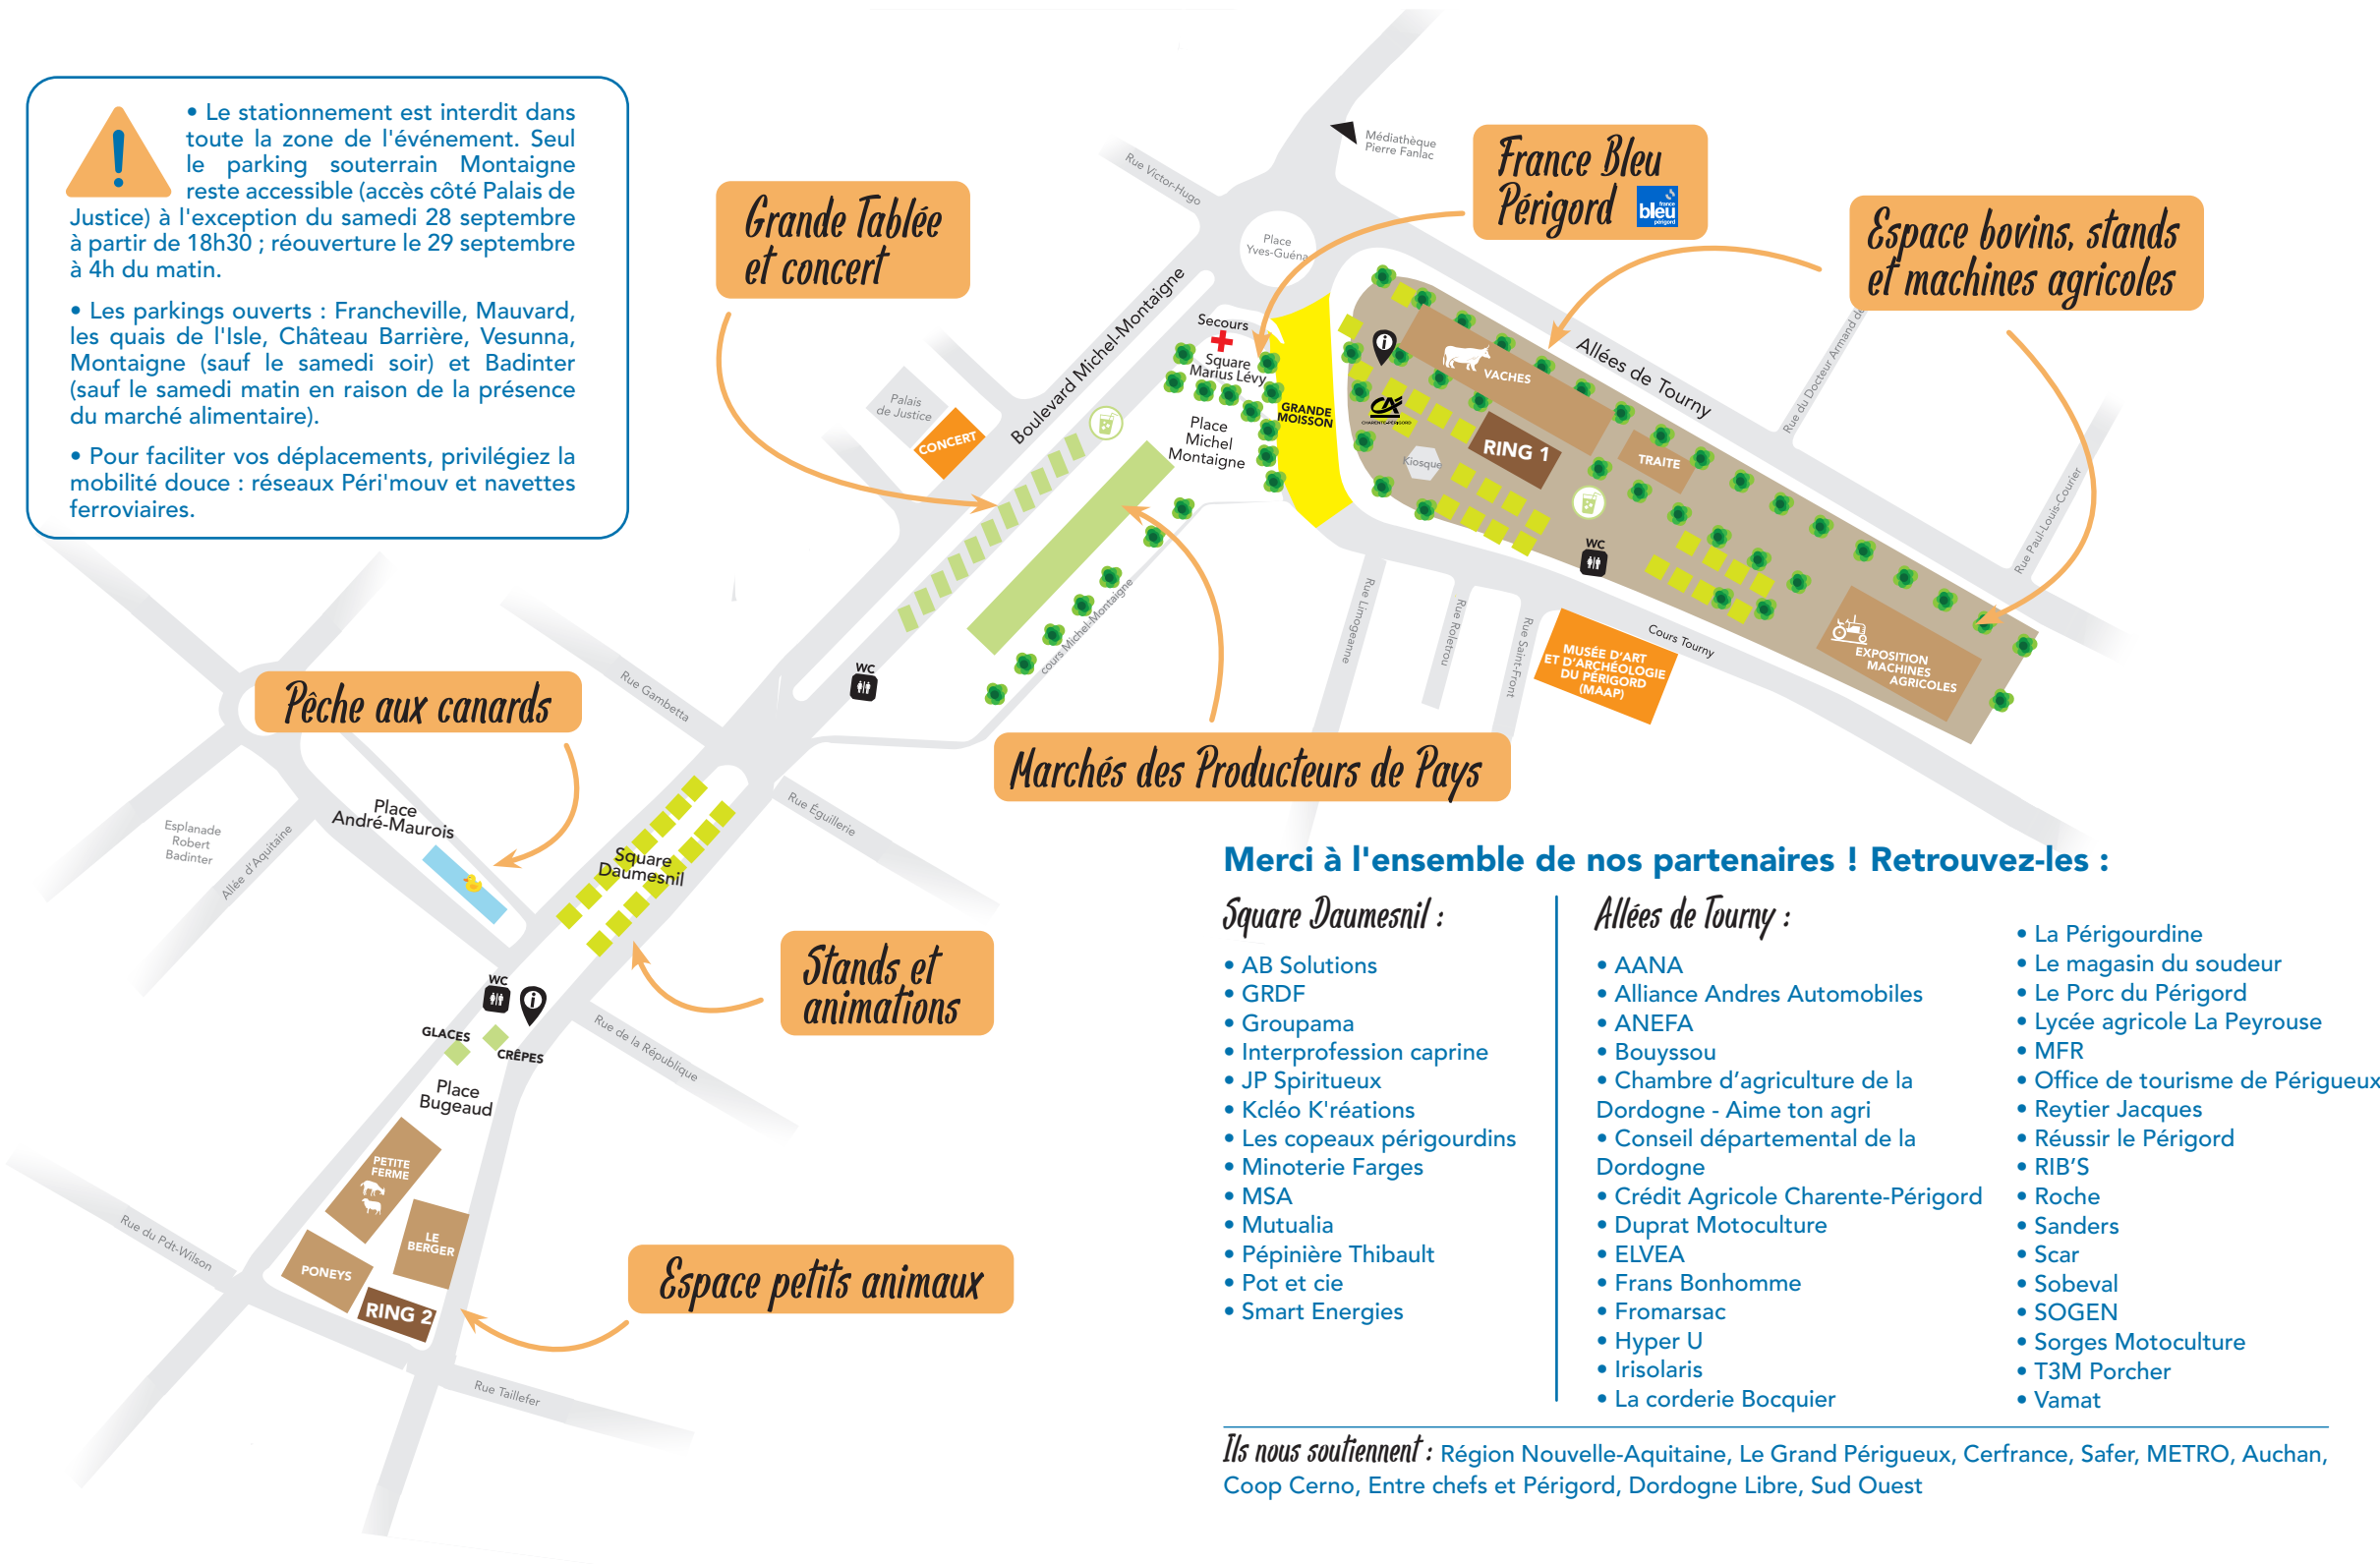 • Le stationnement est interdit dans
toute la zone de l'événement. Seul
le parking souterrain Montaigne
reste accessible (accès côté Palais de
Justice) à l'exception du samedi 28 septembre
à partir de 18h30 ; réouverture le 29 septembre
à 4h du matin.
• Les parkings ouverts : Francheville, Mauvard,
les quais de l'Isle, Château Barrière, Vesunna,
Montaigne (sauf le samedi soir) et Badinter
(sauf le samedi matin en raison de la présence
du marché alimentaire).
• Pour faciliter vos déplacements, privilégiez la
mobilité douce : réseaux Péri'mouv et navettes
ferroviaires.
Médiathèque
Pierre Fanlac
Rue Victor-Hugo
France Bleu
Périgord
france
bleu
périgord
Grande Tablée
et concert
Espace bovins, stands
et machines agricoles
Place
Yves-Guéna
Boulevard Michel-Montaigne
Secours
Square
Marius Lévy
Palais
de Justice
CONCERT
Place
Michel
Montaigne
GRANDE
MOISSON
VACHES
Allées de Tourny
Rue du Docteur Armand de
CA
CHARENTE-PÉRIGORD
RING 1
Kiosque
TRAITE
WC
Rue Paul-Louis-Courier
cours Michel-Montaigne
Rue Limogeanne
Rue Roletrou
Rue Saint-Front
MUSÉE D'ART
ET D'ARCHÉOLOGIE
DU PÉRIGORD
(MAAP)
Cours Tourny
EXPOSITION
MACHINES
AGRICOLES
WC
Rue Gambetta
Pêche aux canards
Marchés des Producteurs de Pays
Place
André-Maurois
Esplanade
Robert
Badinter
Allée d'Aquitaine
Rue Éguillerie
Square
Daumesnil
Stands et
animations
WC
GLACES
CRÊPES
Rue de la République
Place
Bugeaud
PETITE
FERME
LE
BERGER
PONEYS
RING 2
Rue du Pdt-Wilson
Espace petits animaux
Rue Taillefer
Merci à l'ensemble de nos partenaires ! Retrouvez-les :
Square Daumesnil :
• AB Solutions
• GRDF
• Groupama
• Interprofession caprine
• JP Spiritueux
• Kcléo K'réations
• Les copeaux périgourdins
• Minoterie Farges
• MSA
• Mutualia
• Pépinière Thibault
• Pot et cie
• Smart Energies
Allées de Tourny :
• AANA
• Alliance Andres Automobiles
• ANEFA
• Bouyssou
• Chambre d’agriculture de la
Dordogne - Aime ton agri
• Conseil départemental de la
Dordogne
• Crédit Agricole Charente-Périgord
• Duprat Motoculture
• ELVEA
• Frans Bonhomme
• Fromarsac
• Hyper U
• Irisolaris
• La corderie Bocquier
• La Périgourdine
• Le magasin du soudeur
• Le Porc du Périgord
• Lycée agricole La Peyrouse
• MFR
• Office de tourisme de Périgueux
• Reytier Jacques
• Réussir le Périgord
• RIB’S
• Roche
• Sanders
• Scar
• Sobeval
• SOGEN
• Sorges Motoculture
• T3M Porcher
• Vamat
Ils nous soutiennent : Région Nouvelle-Aquitaine, Le Grand Périgueux, Cerfrance, Safer, METRO, Auchan,
Coop Cerno, Entre chefs et Périgord, Dordogne Libre, Sud Ouest